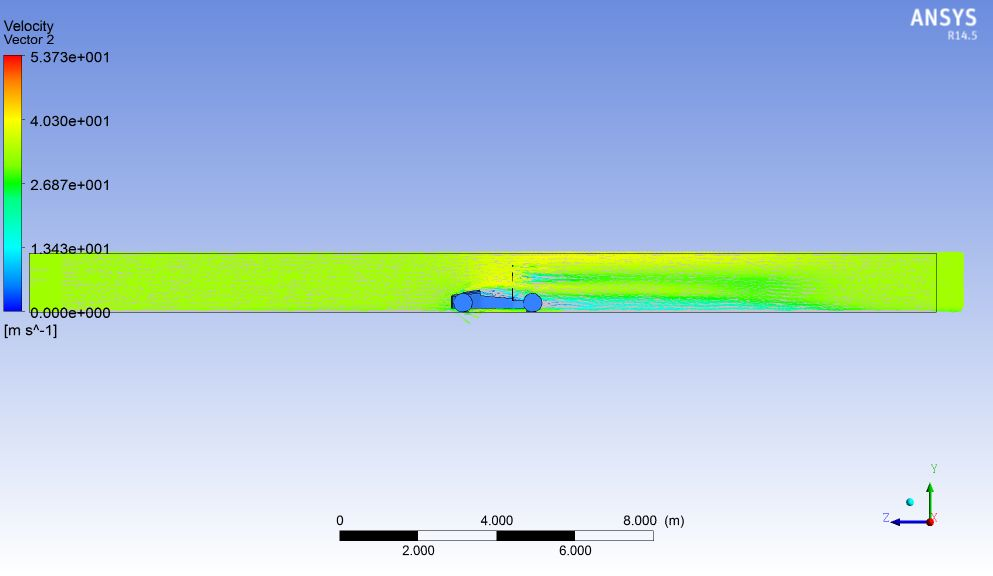 ANSYS
R14.5
Velocity
Vector 2
5.373e+001
4.030e+001
2.687e+001
1.343e+001
0.000e+000
[m s^-1]
Y
Z
X
0
4.000
8.000
(m)
2.000
6.000